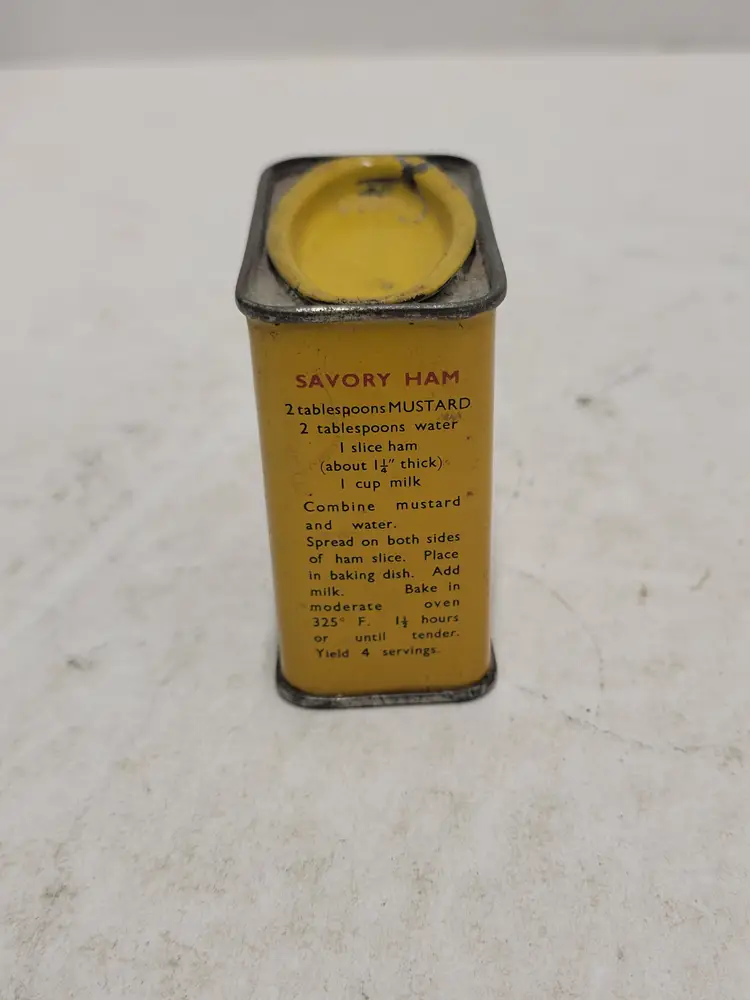 SAVORY HAM
2 tablespoons MUSTARD
2 tablespoons water
1 slice ham
(about 1¼" thick)
1 cup milk
Combine mustard
and water.
Spread on both sides
of ham slice. Place
in baking dish. Add
milk. Bake in
moderate oven
325° F. 1½ hours
or until tender.
Yield 4 servings.